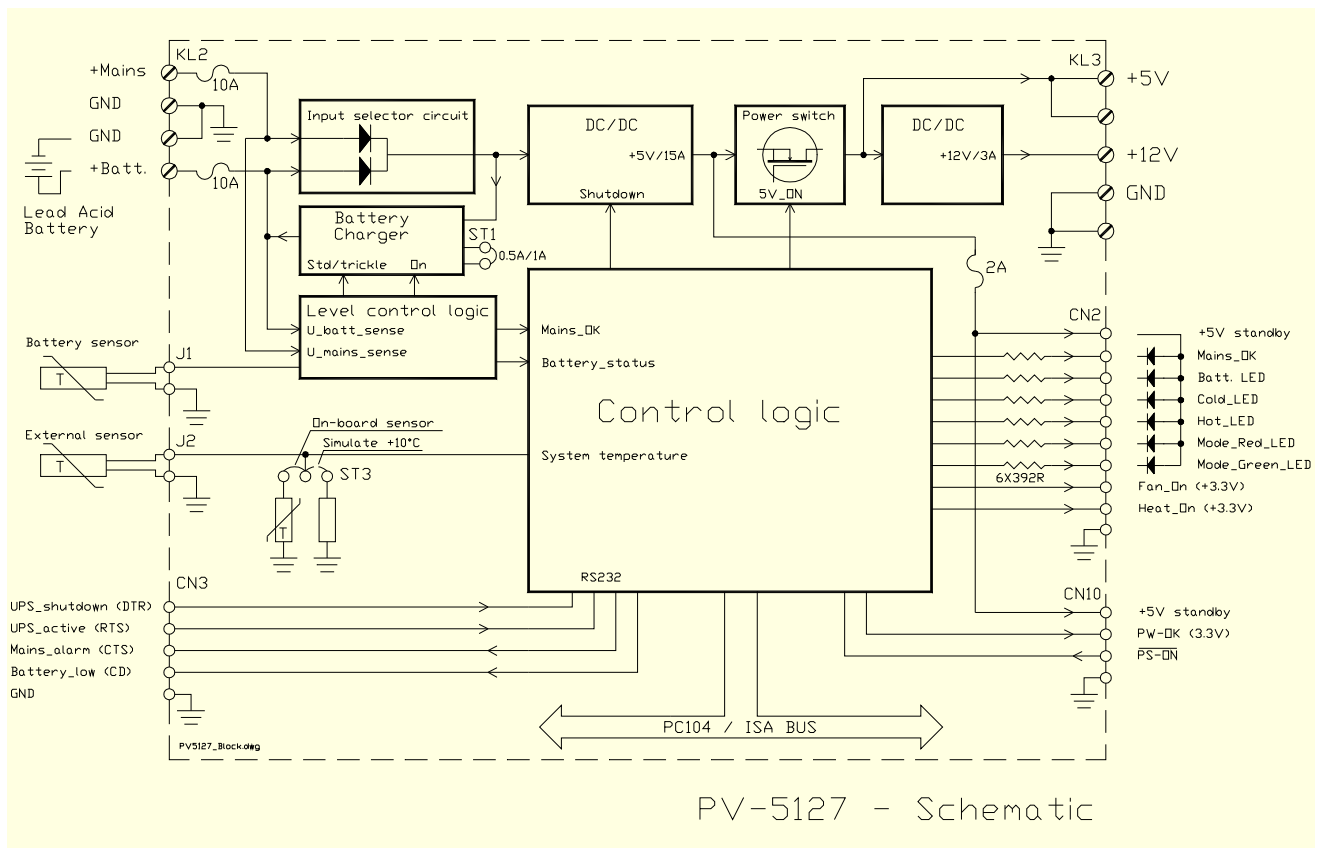 KL2
+Mains
10A
GND
GND
+Batt.
10A
Lead Acid
Battery
Input selector circuit
DC/DC
+5V/15A
Shutdown
Power switch
5V_ON
DC/DC
+12V/3A
KL3
+5V
+12V
GND
Battery
Charger
Std/trickle On
ST1
0.5A/1A
Level control logic
U_batt_sense
U_mains_sense
2A
Battery sensor
T
J1
External sensor
T
J2
On-board sensor
Simulate +10°C
ST3
T
Mains_OK
Battery_status
Control logic
System temperature
RS232
CN2
+5V standby
Mains_OK
Batt. LED
Cold_LED
Hot_LED
Mode_Red_LED
Mode_Green_LED
6X392R
Fan_On (+3.3V)
Heat_On (+3.3V)
CN3
UPS_shutdown (DTR)
UPS_active (RTS)
Mains_alarm (CTS)
Battery_low (CD)
GND
CN10
+5V standby
PW-OK (3.3V)
PS-ON
PC104 / ISA BUS
PV5127_Block.dwg
PV-5127 - Schematic